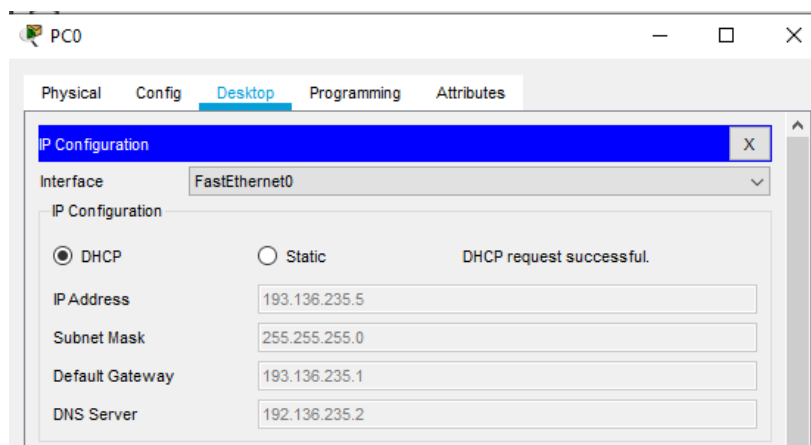 PC0
Physical Config Desktop Programming Attributes
IP Configuration X
Interface FastEthernet0
IP Configuration
DHCP Static DHCP request successful.
IP Address 193.136.235.5
Subnet Mask 255.255.255.0
Default Gateway 193.136.235.1
DNS Server 192.136.235.2